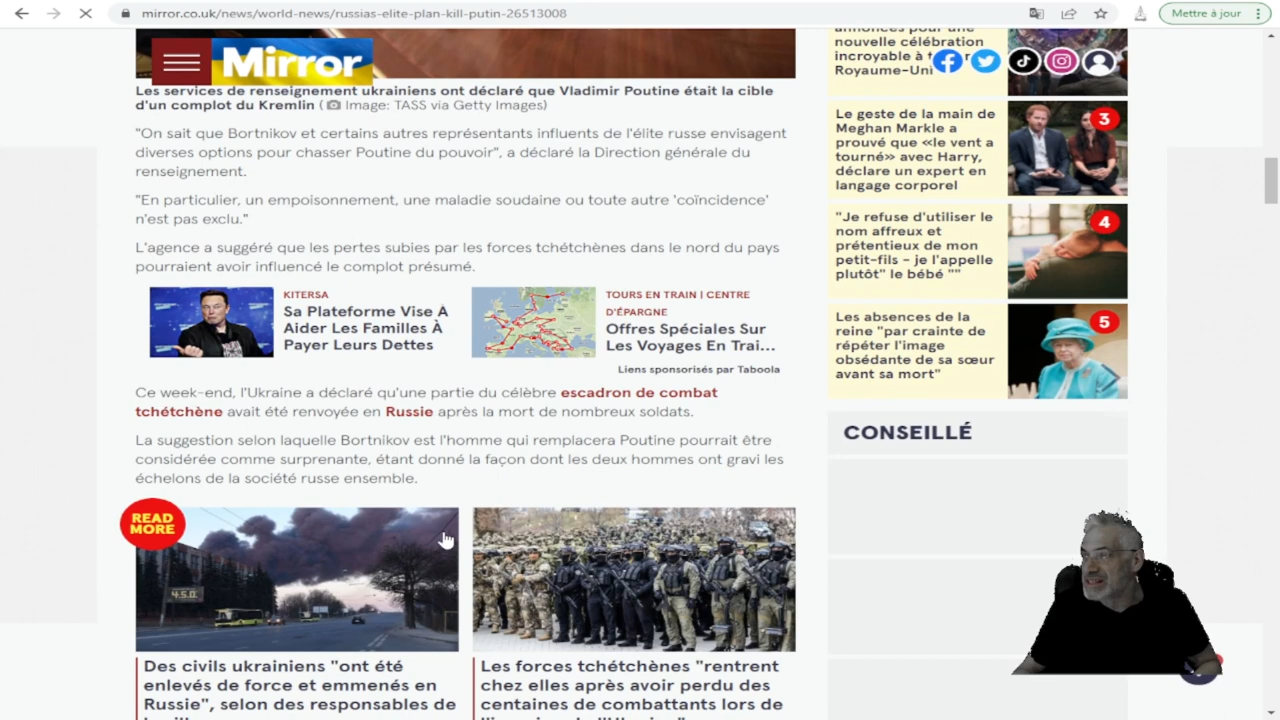 mirror.co.uk/news/world-news/russias-elite-plan-kill-putin-26513008
Mettre à jour
Mirror
Les services de renseignement ukrainiens ont déclaré que Vladimir Poutine était la cible
d'un complot du Kremlin ( Image: TASS via Getty Images)
"On sait que Bortnikov et certains autres représentants influents de l'élite russe envisagent
diverses options pour chasser Poutine du pouvoir", a déclaré la Direction générale du
renseignement.
"En particulier, un empoisonnement, une maladie soudaine ou toute autre 'coïncidence'
n'est pas exclu."
L'agence a suggéré que les pertes subies par les forces tchétchènes dans le nord du pays
pourraient avoir influencé le complot présumé.
KITERSA
Sa Plateforme Vise À
Aider Les Familles À
Payer Leurs Dettes
TOURS EN TRAIN | CENTRE
D'ÉPARGNE
Offres Spéciales Sur
Les Voyages En Trai...
Liens sponsorisés par Taboola
Ce week-end, l'Ukraine a déclaré qu'une partie du célèbre escadron de combat
tchétchène avait été renvoyée en Russie après la mort de nombreux soldats.
La suggestion selon laquelle Bortnikov est l'homme qui remplacera Poutine pourrait être
considérée comme surprenante, étant donné la façon dont les deux hommes ont gravi les
échelons de la société russe ensemble.
READ
MORE
4.5.0.
Des civils ukrainiens "ont été
enlevés de force et emmenés en
Russie", selon des responsables de
Les forces tchétchènes "rentrent
chez elles après avoir perdu des
centaines de combattants lors de
nouvelle célébration
incroyable à
Royaume-Uni
Le geste de la main de
Meghan Markle a
prouvé que «le vent a
tourné» avec Harry,
déclare un expert en
langage corporel
3
"Je refuse d'utiliser le
nom affreux et
prétentieux de mon
petit-fils - je l'appelle
plutôt" le bébé ""
4
Les absences de la
reine "par crainte de
répéter l'image
obsédante de sa sœur
avant sa mort"
5
CONSEILLÉ